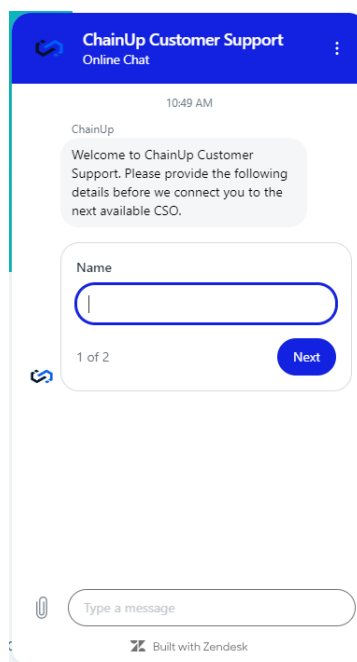 ChainUp Customer Support
Online Chat
10:49 AM
ChainUp
Welcome to ChainUp Customer
Support. Please provide the following
details before we connect you to the
next available CSO.
Name
1 of 2
Next
Type a message
Built with Zendesk